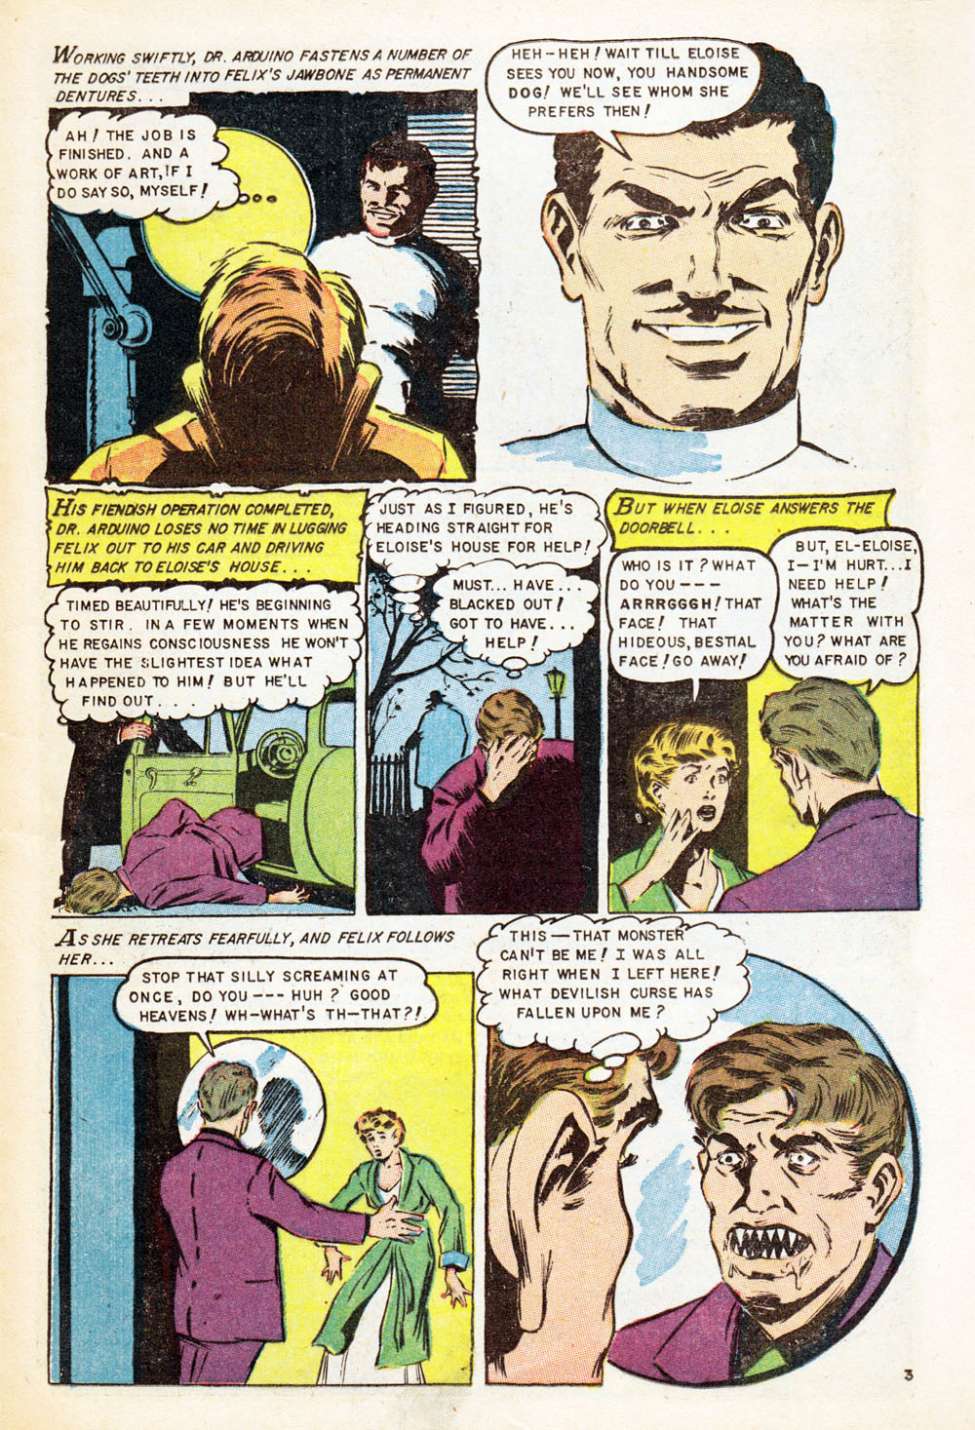 WORKING SWIFTLY, DR. ARDUINO FASTENS A NUMBER OF
THE DOGS' TEETH INTO FELIX'S JAWBONE AS PERMANENT
DENTURES...
AH! THE JOB IS
FINISHED. AND A
WORK OF ART, IF I
DO SAY SO, MYSELF!
...
HEH-HEH! WAIT TILL ELOISE
SEES YOU NOW, YOU HANDSOME
DOG! WE'LL SEE WHOM SHE
PREFERS THEN!
HIS FIENDISH OPERATION COMPLETED,
DR. ARDUINO LOSES NO TIME IN LUGGING
FELIX OUT TO HIS CAR AND DRIVING
HIM BACK TO ELOISE'S HOUSE...
TIMED BEAUTIFULLY! HE'S BEGINNING
TO STIR. IN A FEW MOMENTS WHEN
HE REGAINS CONSCIOUSNESS HE WON'T
HAVE THE SLIGHTEST IDEA WHAT
HAPPENED TO HIM! BUT HE'LL
FIND OUT...
JUST AS I FIGURED, HE'S
HEADING STRAIGHT FOR
ELOISE'S HOUSE FOR HELP!
MUST... HAVE...
BLACKED OUT!
GOT TO HAVE...
HELP!
BUT WHEN ELOISE ANSWERS THE
DOORBELL...
WHO IS IT? WHAT
DO YOU ---
ARRRGGGH! THAT
FACE! THAT
HIDEOUS, BESTIAL
FACE! GO AWAY!
BUT, EL-ELOISE,
I-I'M HURT...I
NEED HELP!
WHAT'S THE
MATTER WITH
YOU? WHAT ARE
YOU AFRAID OF?
AS SHE RETREATS FEARFULLY, AND FELIX FOLLOWS
HER...
STOP THAT SILLY SCREAMING AT
ONCE, DO YOU --- HUH? GOOD
HEAVENS! WH-WHAT'S TH-THAT?!
THIS-THAT MONSTER
CAN'T BE ME! I WAS ALL
RIGHT WHEN I LEFT HERE!
WHAT DEVILISH CURSE HAS
FALLEN UPON ME?
3